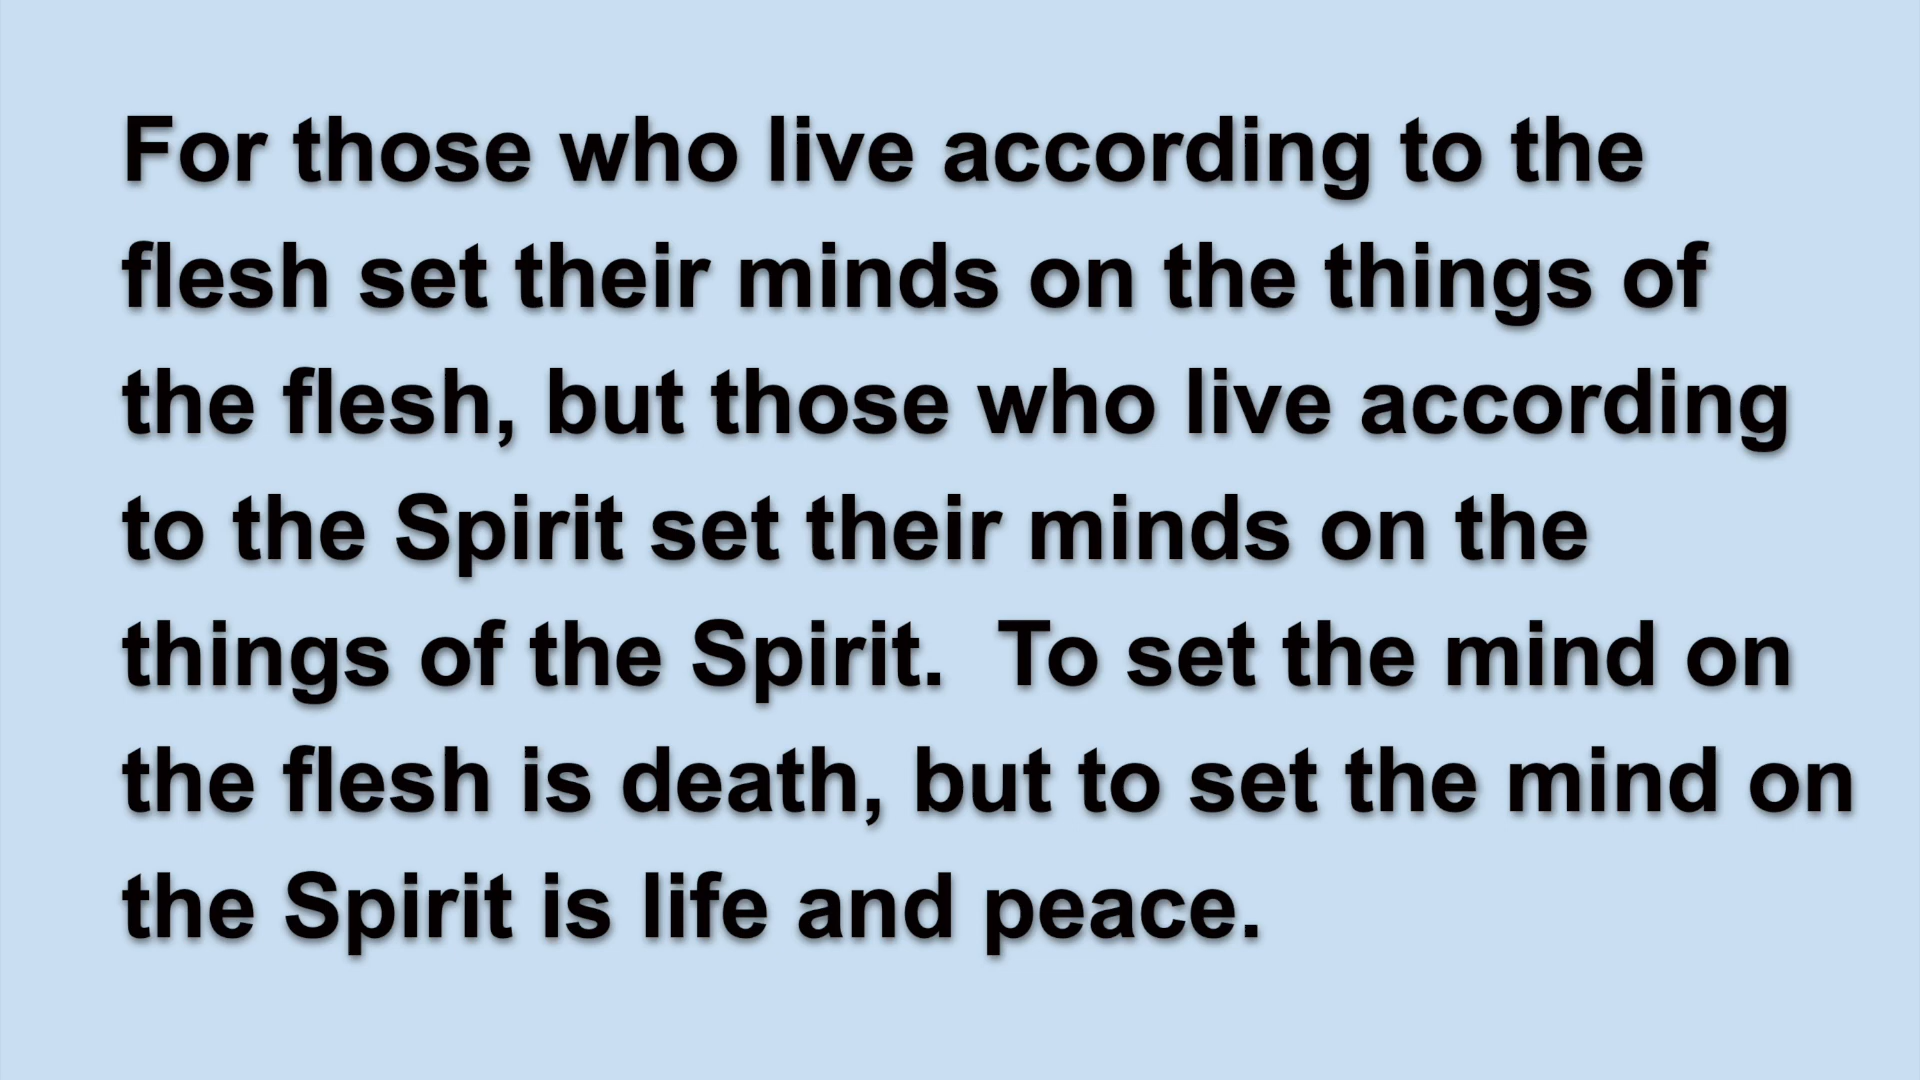 For those who live according to the
flesh set their minds on the things of
the flesh, but those who live according
to the Spirit set their minds on the
things of the Spirit.  To set the mind on
the flesh is death, but to set the mind on
the Spirit is life and peace.